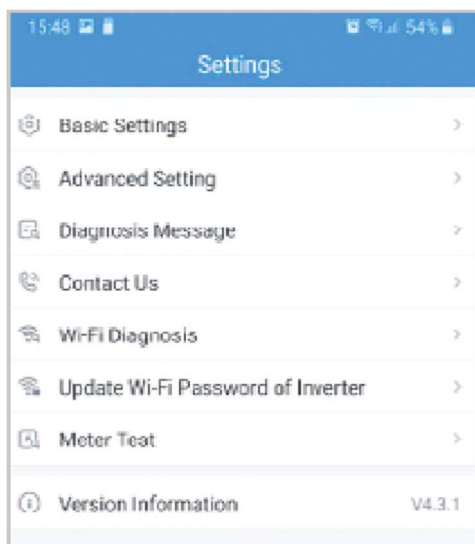 15:48 54%
Settings
Basic Settings
Advanced Setting
Diagnosis Message
Contact Us
Wi-Fi Diagnosis
Update Wi-Fi Password of Inverter
Meter Teat
Version Information V4.3.1